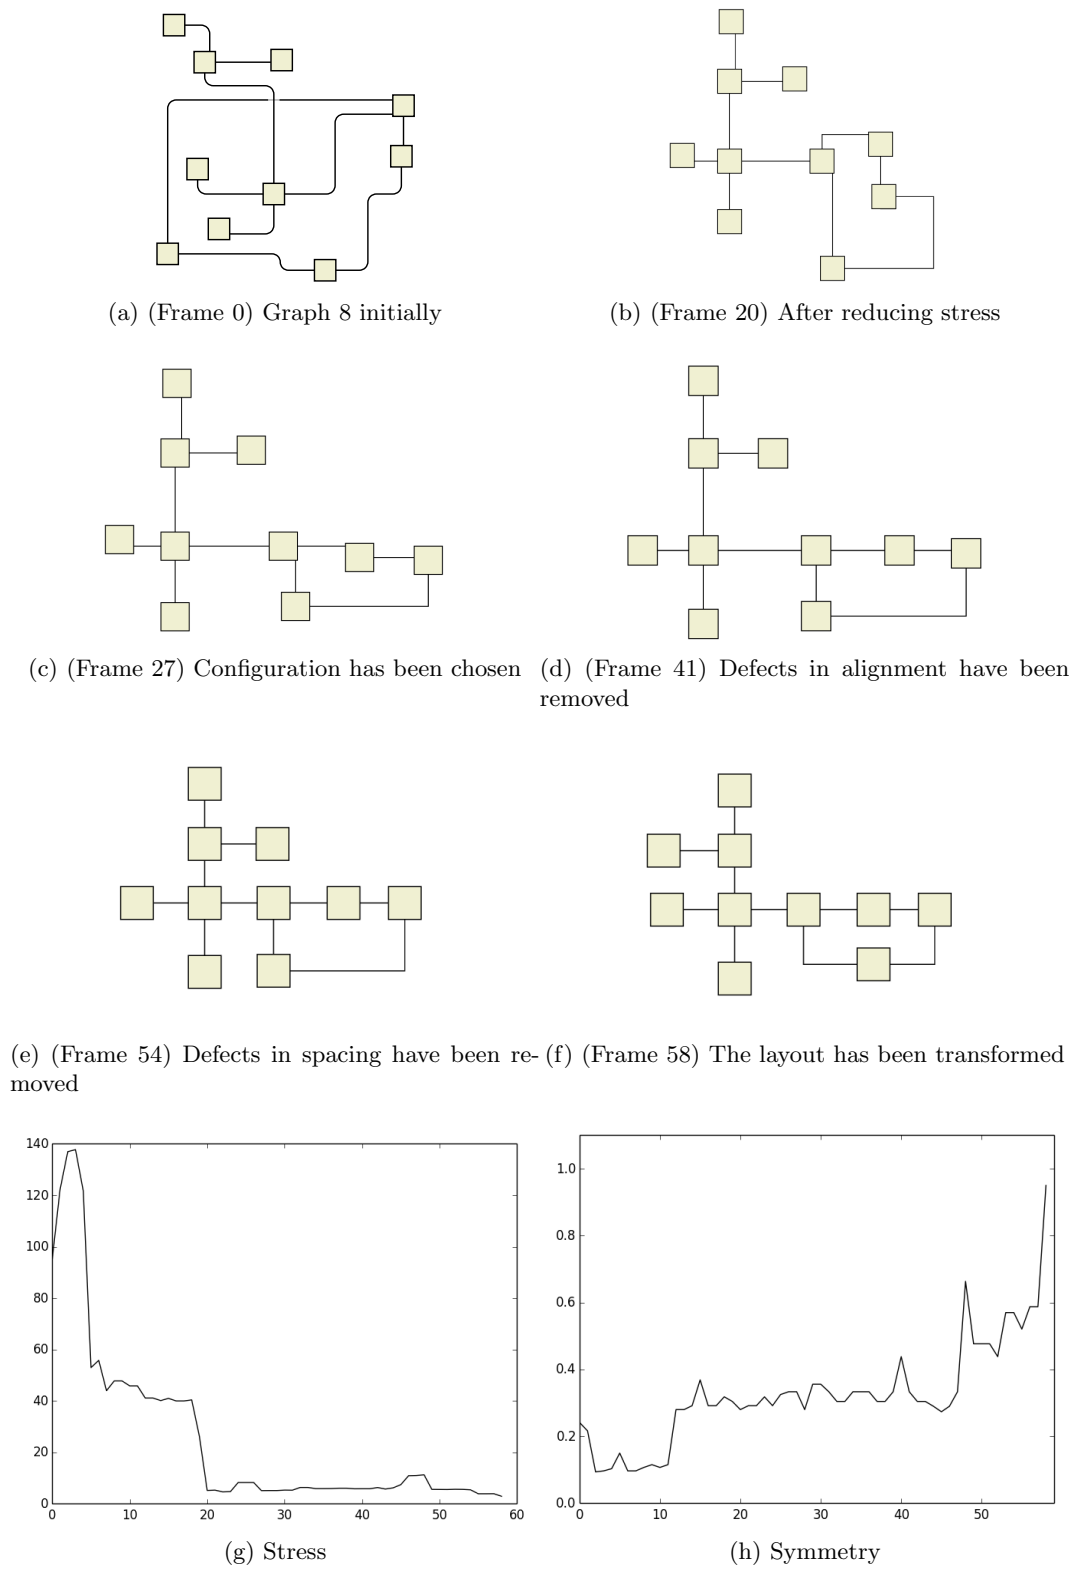 (a) (Frame 0) Graph 8 initially
(b) (Frame 20) After reducing stress
(c) (Frame 27) Configuration has been chosen
(d) (Frame 41) Defects in alignment have been
removed
(e) (Frame 54) Defects in spacing have been re-
moved
(f) (Frame 58) The layout has been transformed
140
120
100
80
60
40
20
0
0 10 20 30 40 50 60
(g) Stress
1.0
0.8
0.6
0.4
0.2
0.0
0 10 20 30 40 50
(h) Symmetry